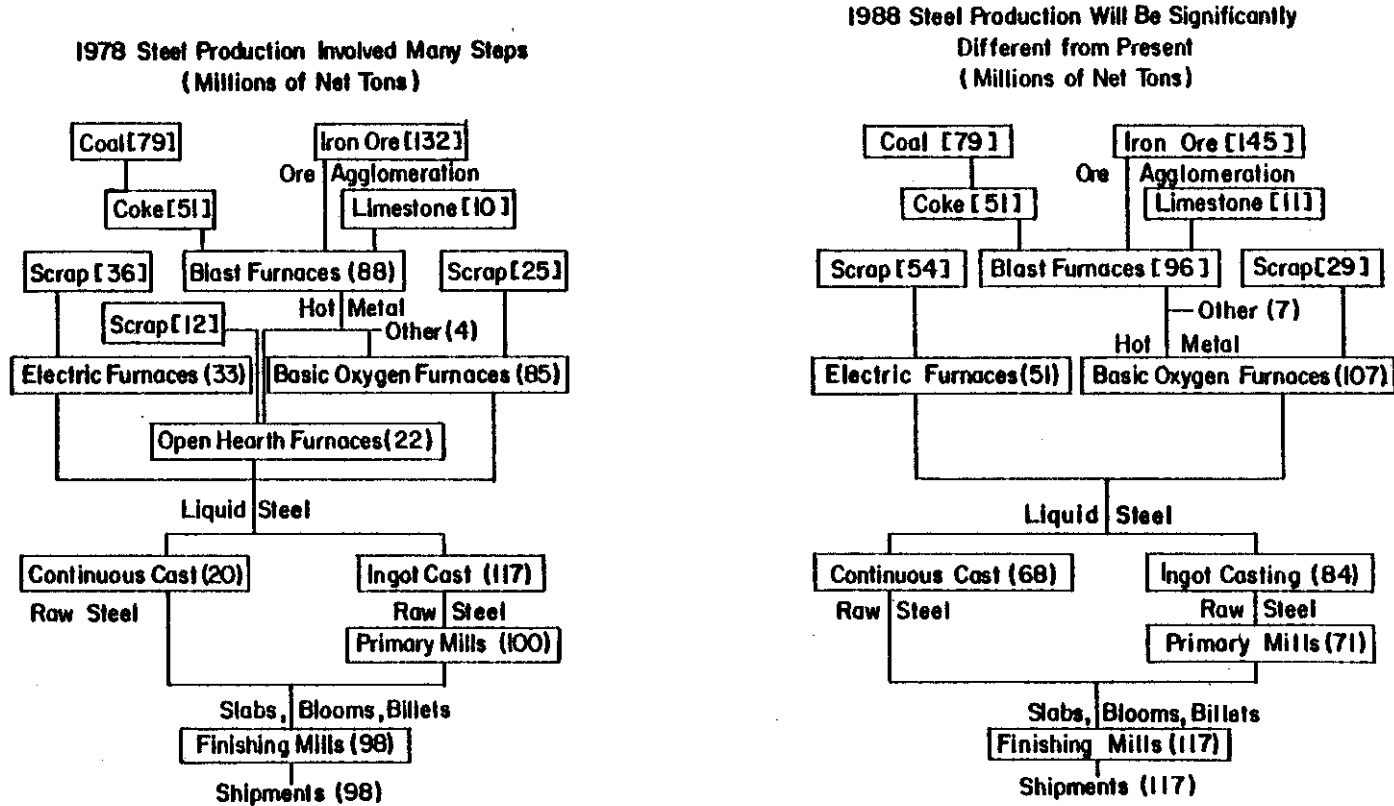 1978 Steel Production Involved Many Steps
(Millions of Net Tons)
Coal[79]
Iron Ore[132]
Ore Agglomeration
Coke[51]
Limestone[10]
Scrap[36]
Blast Furnaces (88)
Scrap[25]
Hot Metal
Scrap[12]
Other(4)
Electric Furnaces (33)
Basic Oxygen Furnaces(85)
Open Hearth Furnaces(22)
Liquid Steel
Continuous Cast(20)
Ingot Cast (117)
Raw Steel
Raw Steel
Primary Mills (100)
Slabs, Blooms,Billets
Finishing Mills(98)
Shipments (98)
1988 Steel Production Will Be Significantly
Different from Present
(Millions of Net Tons)
Coal [79]
Iron Ore[145]
Ore Agglomeration
Coke[51]
Limestone[11]
Scrap[54]
Blast Furnaces[96]
Scrap[29]
Other (7)
Hot Metal
Electric Furnaces(51)
Basic Oxygen Furnaces(107)
Liquid Steel
Continuous Cast (68)
Ingot Casting (84)
Raw Steel
Raw Steel
Primary Mills(71)
Slabs, Blooms,Billets
Finishing Mills(117)
Shipments (117)